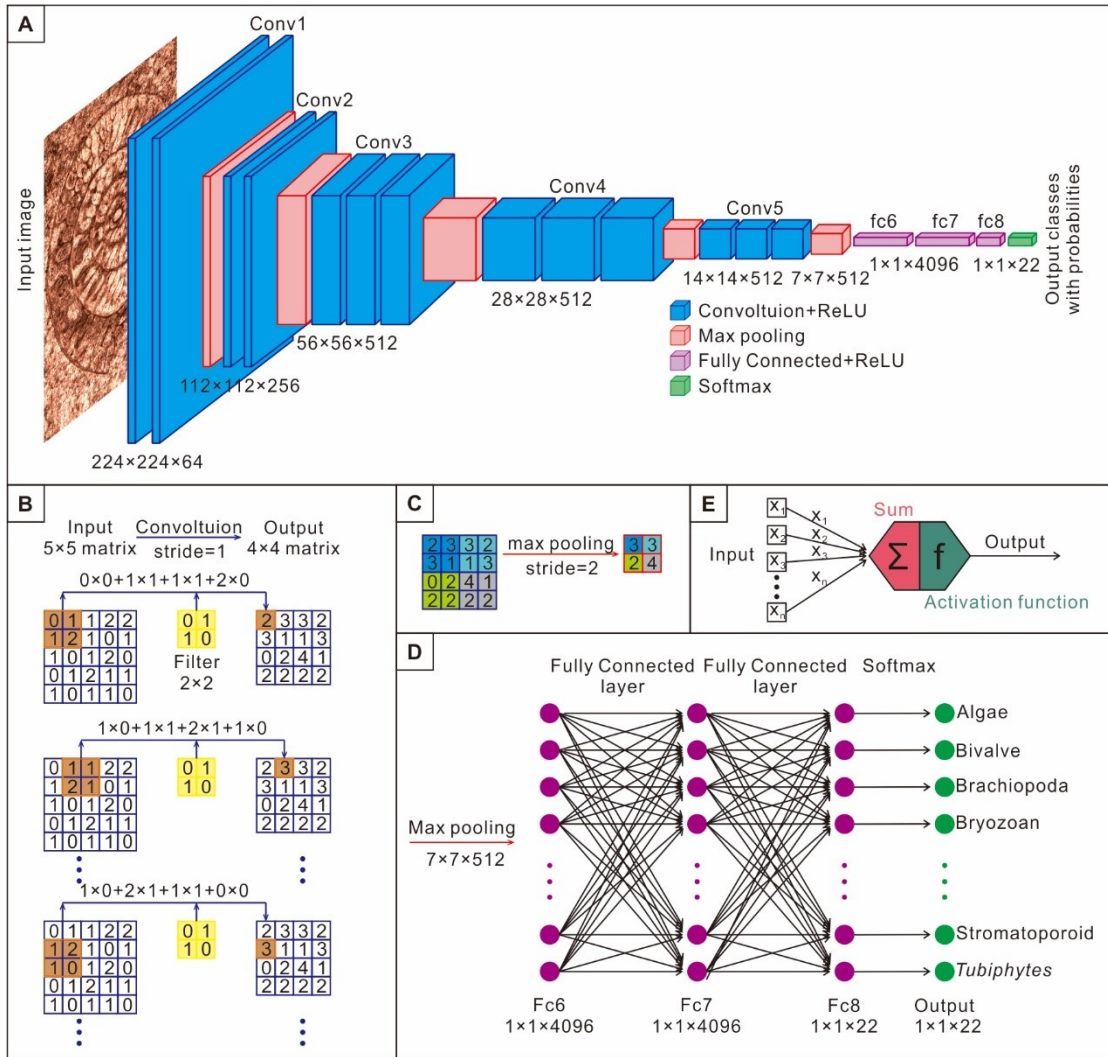 A
Input image
Conv1
Conv2
Conv3
Conv4
Conv5
fc6 fc7 fc8
224×224×64
112×112×256
56×56×512
28×28×512
14×14×512
7×7×512
1×1×4096
1×1×22
Output classes
with probabilities
Convoltuion+ReLU
Max pooling
Fully Connected+ReLU
Softmax
B
Input Convoltuion Output
5×5 matrix stride=1 4×4 matrix
0×0+1×1+1×1+2×0
0 1 1 2 2
1 2 1 0 1
1 0 1 2 0
0 1 2 1 1
1 0 1 1 0
0 1
1 0
Filter
2×2
2 3 3 2
3 1 1 3
0 2 4 1
2 2 2 2
1×0+1×1+2×1+1×0
0 1 1 2 2
1 2 1 0 1
1 0 1 2 0
0 1 2 1 1
1 0 1 1 0
0 1
1 0
2 3 3 2
3 1 1 3
0 2 4 1
2 2 2 2
1×0+2×1+1×1+0×0
0 1 1 2 2
1 2 1 0 1
1 0 1 2 0
0 1 2 1 1
1 0 1 1 0
0 1
1 0
2 3 3 2
3 1 1 3
0 2 4 1
2 2 2 2
C
2 3 3 2
3 1 1 3
0 2 4 1
2 2 2 2
max pooling
stride=2
3 3
2 4
E
Input
X1
X2
X3
Xn
X1
X2
X3
Xn
Sum
Σ f
Activation function
Output
D
Fully Connected
layer
Fully Connected
layer
Softmax
Max pooling
7×7×512
Algae
Bivalve
Brachiopoda
Bryozoan
Stromatoporoid
Tubiphytes
Fc6
1×1×4096
Fc7
1×1×4096
Fc8
1×1×22
Output
1×1×22